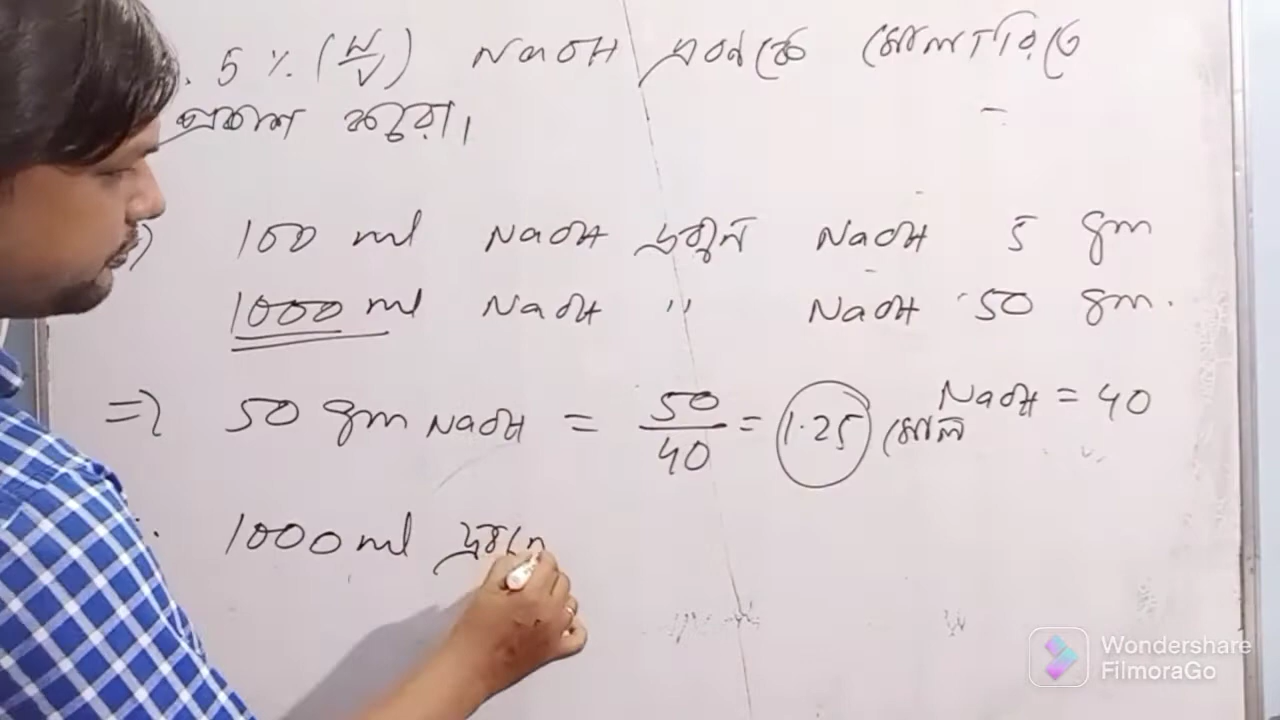 . 5 % (W/V) NaOH দ্রবণকে মোলারিটিতে
প্রকাশ করো।
100 ml NaOH দ্রবণে NaOH 5 gm
1000 ml NaOH " NaOH 50 gm.
⇒ 50 gm NaOH = 50/40 = 1.25 মোল NaOH = 40
∴ 1000 ml দ্রবণে
Wondershare
FilmoraGo